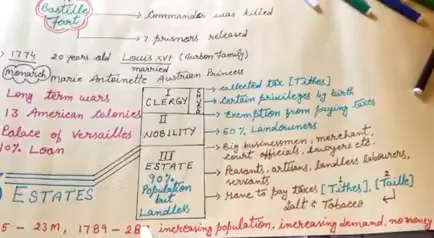 Bastille
Fort
Commander was killed
7 prisoners released
1774 20 years old Louis XVI (Burbon Family)
married
Monarch Marie Antoinette Austrian Princess
Long term wars
13 American Colonies
Palace of Versailles
10% Loan
I
CLERGY
II
NOBILITY
III
ESTATE
90%
Population
but
Landless
collected tax [Tithes]
Certain privileges by birth
Exemption from paying taxes
60% Landowners
Big businessmen, merchant,
court officials, lawyers etc.
Peasants, artisans, landless labourers,
servants
Have to pay taxes [1 Tithes], [2 Taille]
Salt & Tobacco
ESTATES
5 - 23M, 1789 - 28 increasing population, increasing demand, no money